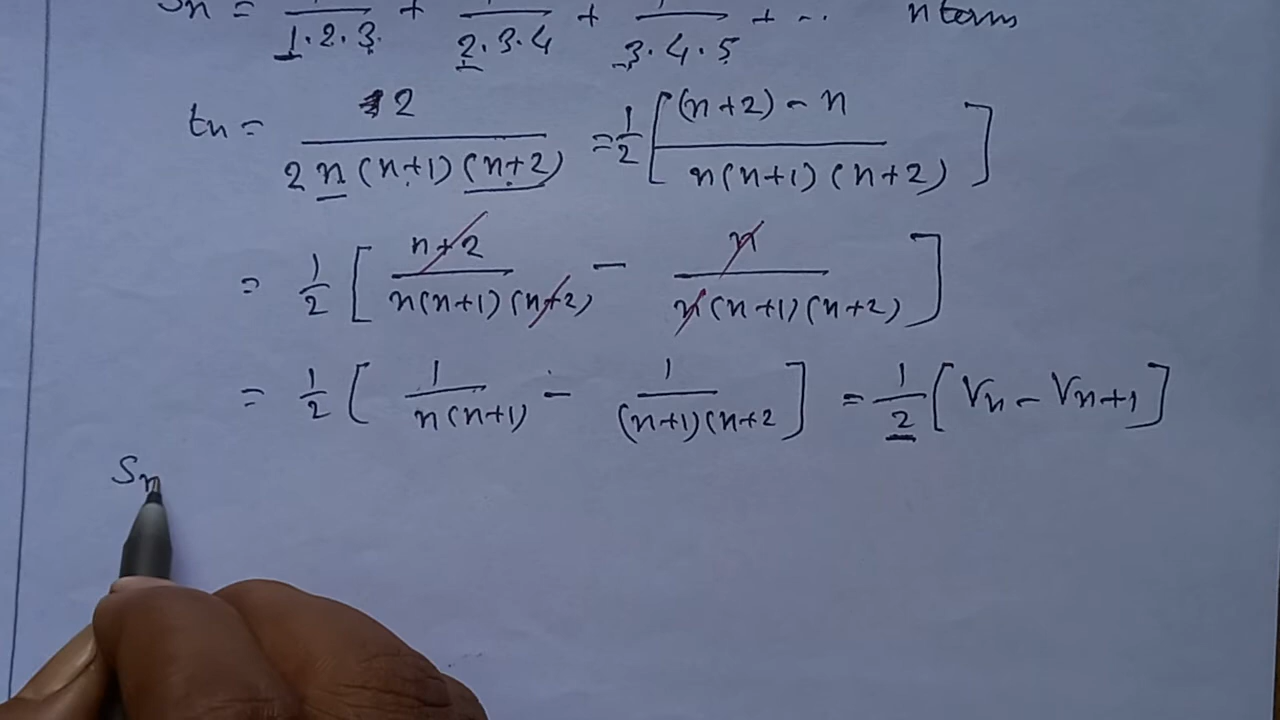 Sn = 1/1·2·3 + 1/2·3·4 + 1/3·4·5 + ... n term
tn = 2/2n(n+1)(n+2) = 1/2 [(n+2) - n/n(n+1)(n+2)]
= 1/2 [n+2/n(n+1)(n+2) - n/n(n+1)(n+2)]
= 1/2 [1/n(n+1) - 1/(n+1)(n+2] = 1/2 [Vn - Vn+1]
Sn